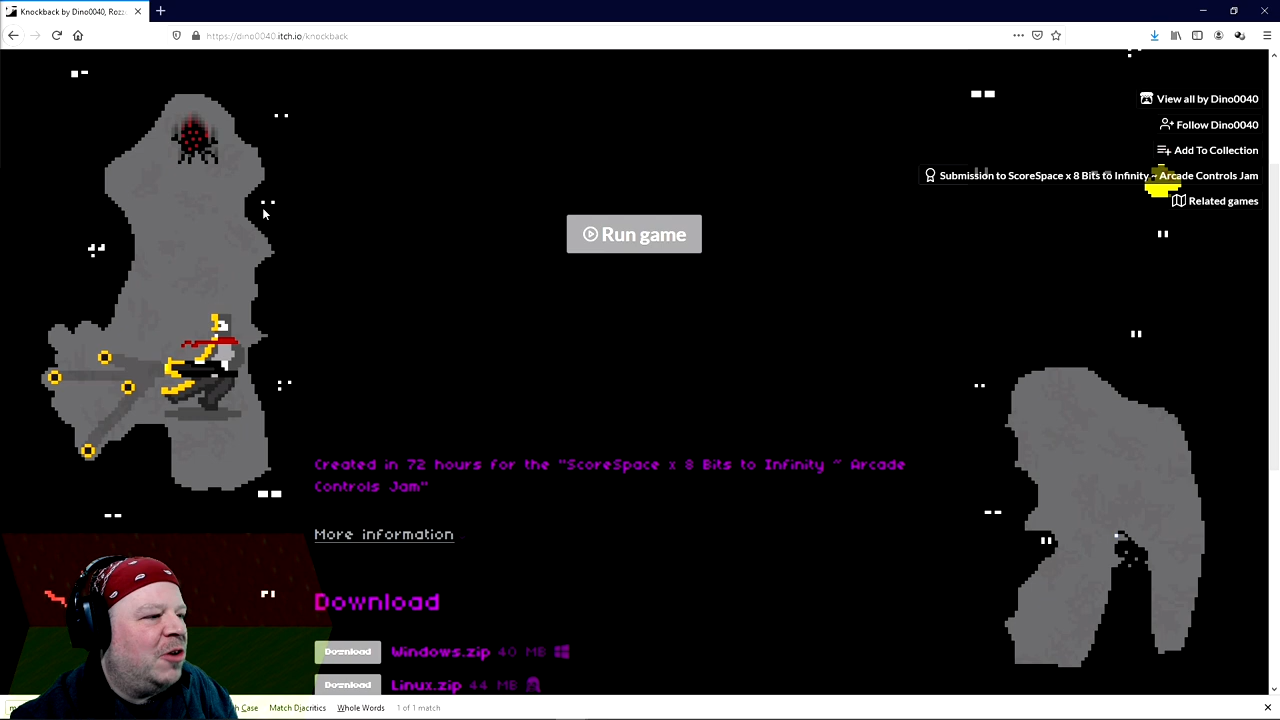 Knockback by Dino0040, Roz
https://dino0040.itch.io/knockback
View all by Dino0040
Follow Dino0040
Add To Collection
Submission to ScoreSpace x 8 Bits to Infinity ~ Arcade Controls Jam
Related games
Run game
Created in 72 hours for the "ScoreSpace x 8 Bits to Infinity ~ Arcade
Controls Jam"
More information
Download
Download Windows.zip 40 MB
Download Linux.zip 44 MB
Case Match Diacritics Whole Words 1 of 1 match